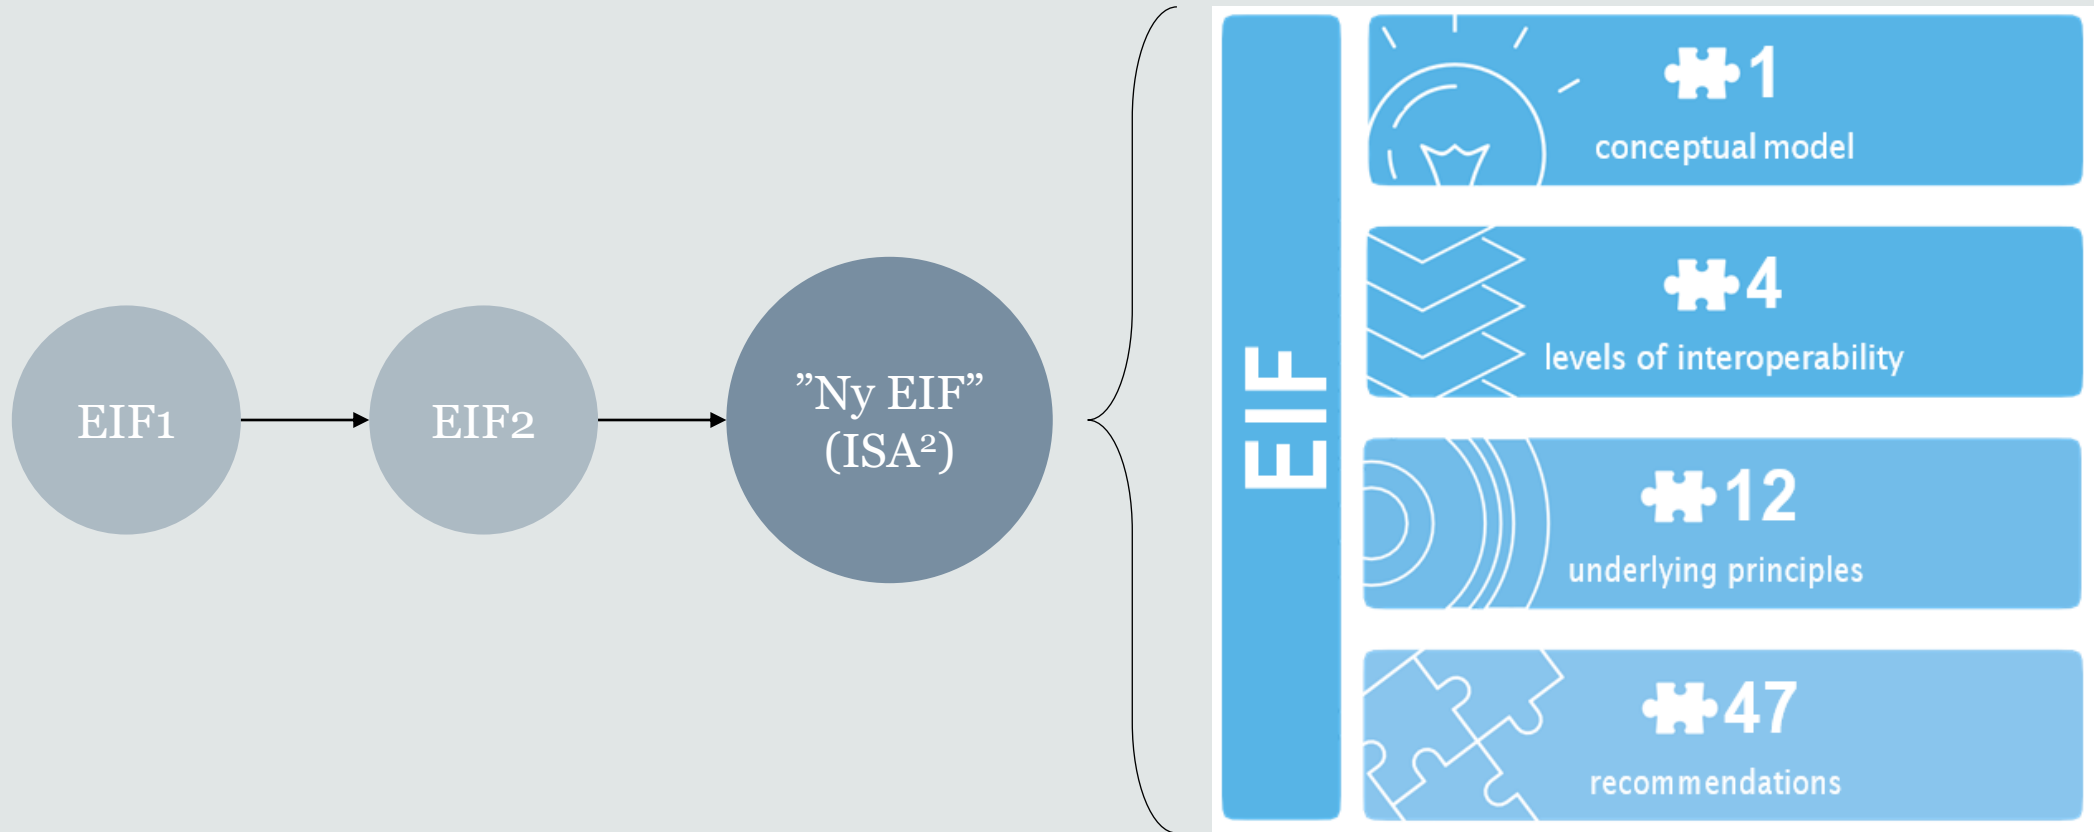 EIF1
EIF2
”Ny EIF”
(ISA²)
EIF
1
conceptual model
4
levels of interoperability
12
underlying principles
47
recommendations